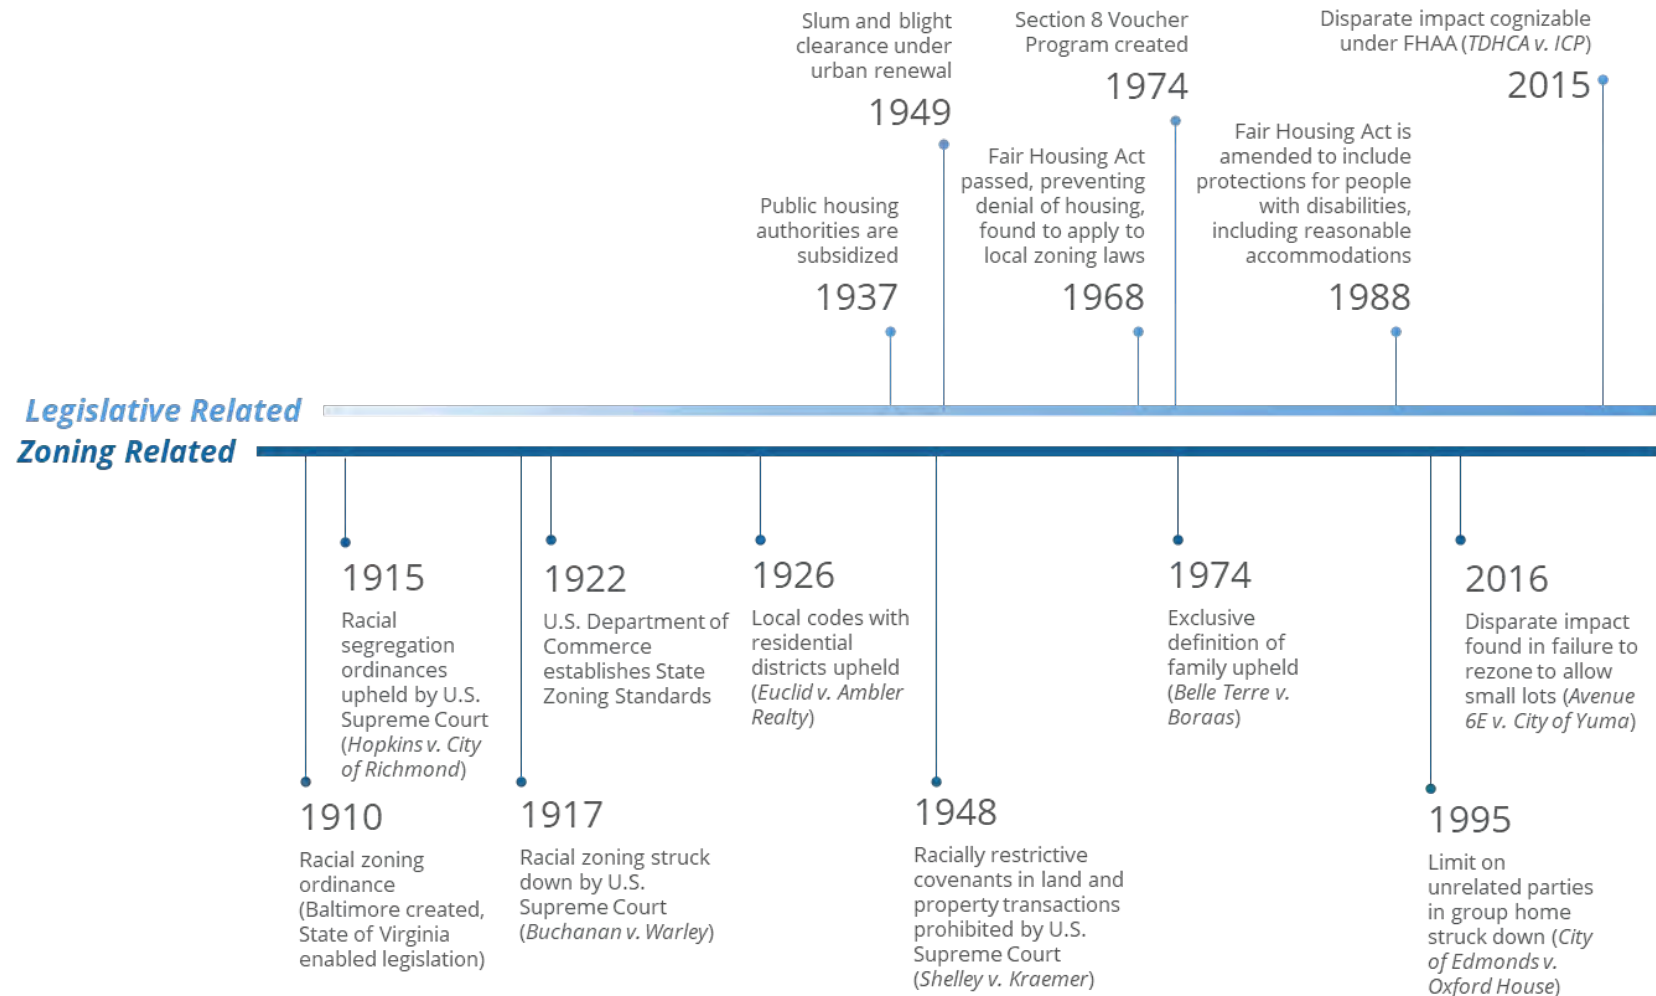 Slum and blight
clearance under
urban renewal
1949
Section 8 Voucher
Program created
1974
Disparate impact cognizable
under FHAA (TDHCA v. ICP)
2015
Public housing
authorities are
subsidized
1937
Fair Housing Act
passed, preventing
denial of housing,
found to apply to
local zoning laws
1968
Fair Housing Act is
amended to include
protections for people
with disabilities,
including reasonable
accommodations
1988
Legislative Related
Zoning Related
1915
Racial
segregation
ordinances
upheld by U.S.
Supreme Court
(Hopkins v. City
of Richmond)
1922
U.S. Department of
Commerce
establishes State
Zoning Standards
1926
Local codes with
residential
districts upheld
(Euclid v. Ambler
Realty)
1974
Exclusive
definition of
family upheld
(Belle Terre v.
Boraas)
2016
Disparate impact
found in failure to
rezone to allow
small lots (Avenue
6E v. City of Yuma)
1910
Racial zoning
ordinance
(Baltimore created,
State of Virginia
enabled legislation)
1917
Racial zoning struck
down by U.S.
Supreme Court
(Buchanan v. Warley)
1948
Racially restrictive
covenants in land and
property transactions
prohibited by U.S.
Supreme Court
(Shelley v. Kraemer)
1995
Limit on
unrelated parties
in group home
struck down (City
of Edmonds v.
Oxford House)